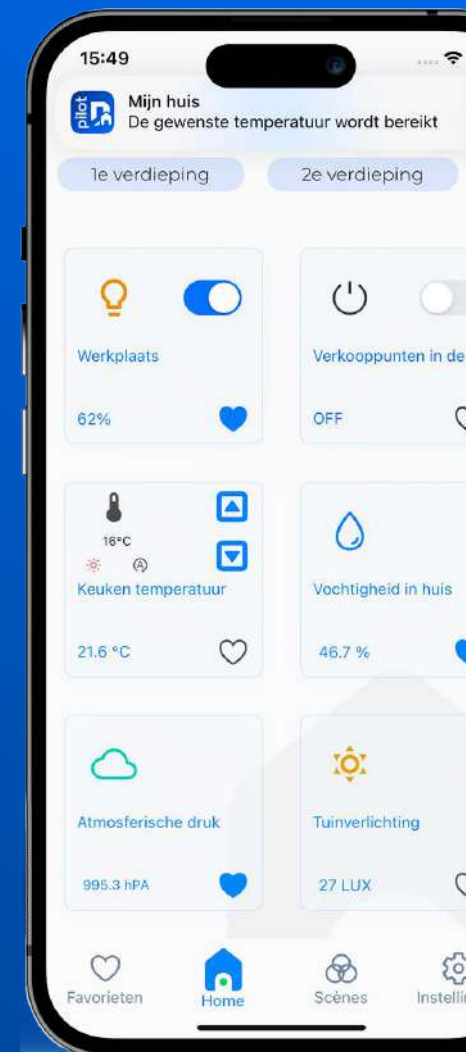 15:49
pilot
Mijn huis
De gewenste temperatuur wordt bereikt
1e verdieping
2e verdieping
Werkplaats
62%
Verkooppunten in de
OFF
16°C
A
Keuken temperatuur
21.6 °C
Vochtigheid in huis
46.7 %
Atmosferische druk
995.3 hPA
Tuinverlichting
27 LUX
Favorieten
Home
Scènes